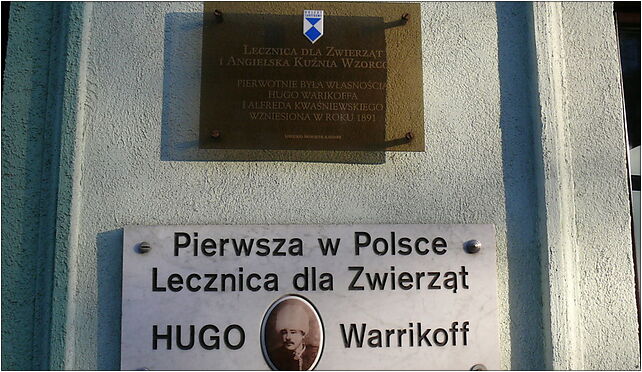 Lecznica dla Zwierząt
i Angielska Kuźnia Wzorco
pierwotnie była własnością
Hugo Warikoffa
i Alfreda Kwaśniewskiego
wzniesiona w roku 1891
Pierwsza w Polsce
Lecznica dla Zwierząt
HUGO Warrikoff